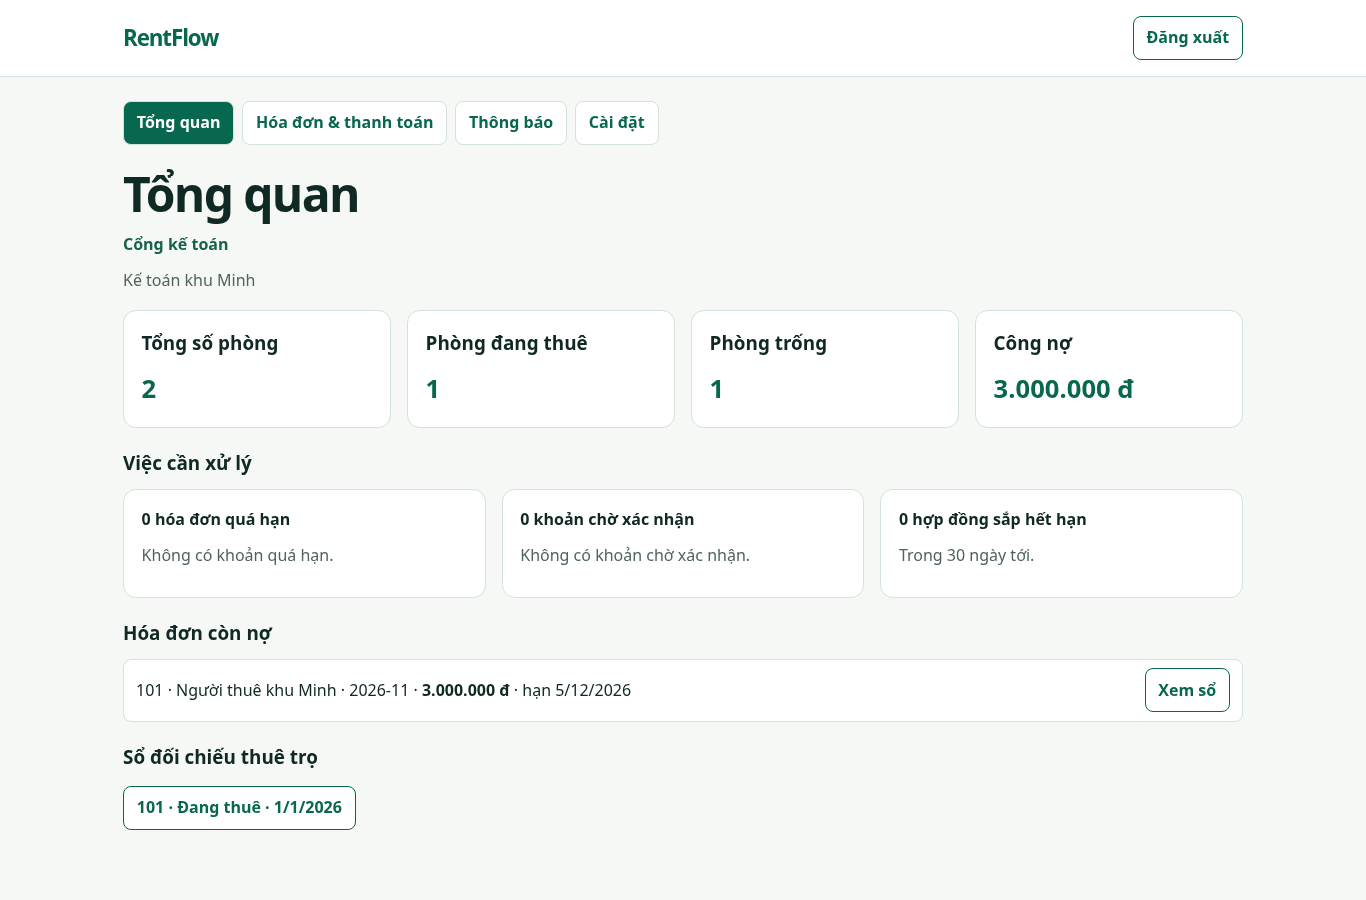 RentFlow
Đăng xuất
Tổng quan
Hóa đơn & thanh toán
Thông báo
Cài đặt
Tổng quan
Cổng kế toán
Kế toán khu Minh
Tổng số phòng
2
Phòng đang thuê
1
Phòng trống
1
Công nợ
3.000.000 đ
Việc cần xử lý
0 hóa đơn quá hạn
Không có khoản quá hạn.
0 khoản chờ xác nhận
Không có khoản chờ xác nhận.
0 hợp đồng sắp hết hạn
Trong 30 ngày tới.
Hóa đơn còn nợ
101 · Người thuê khu Minh · 2026-11 · 3.000.000 đ · hạn 5/12/2026
Xem sổ
Sổ đối chiếu thuê trọ
101 · Đang thuê · 1/1/2026